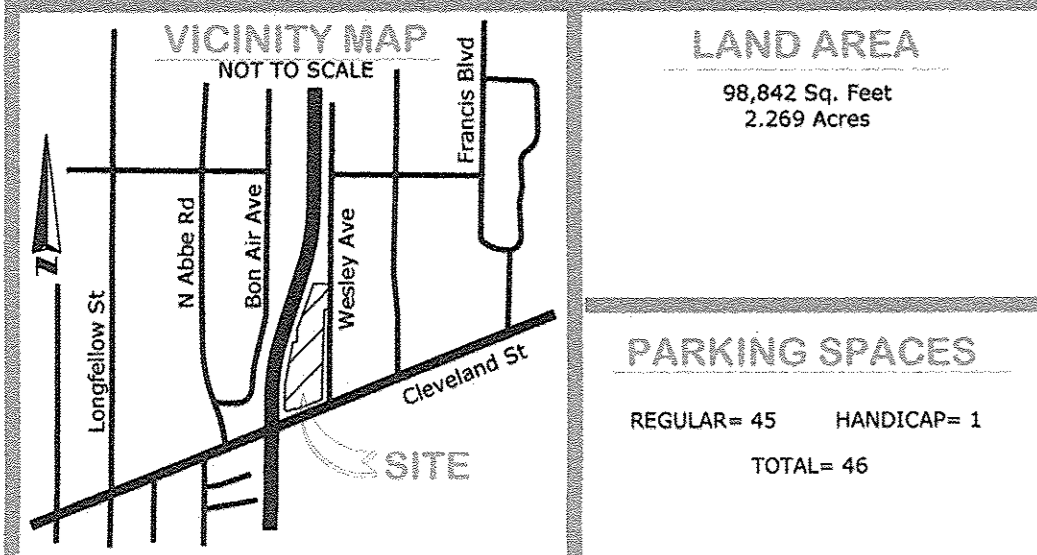 VICINITY MAP
NOT TO SCALE
Longfellow St
N Abbe Rd
Bon Air Ave
Wesley Ave
Francis Blvd
Cleveland St
SITE
N
LAND AREA
98,842 Sq. Feet
2.269 Acres
PARKING SPACES
REGULAR= 45 HANDICAP= 1
TOTAL= 46